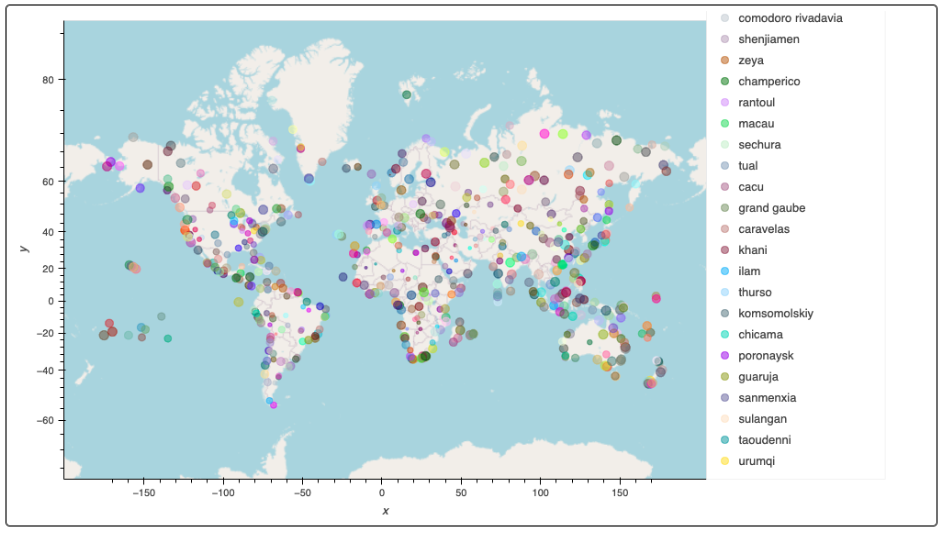 comodoro rivadavia
shenjiamen
zeya
champerico
rantoul
macau
sechura
tual
cacu
grand gaube
caravelas
khani
ilam
thurso
komsomolskiy
chicama
poronaysk
guaruja
sanmenxia
sulangan
taoudenni
urumqi
80
60
40
20
0
−20
−40
−60
y
−150 −100 −50 0 50 100 150
x